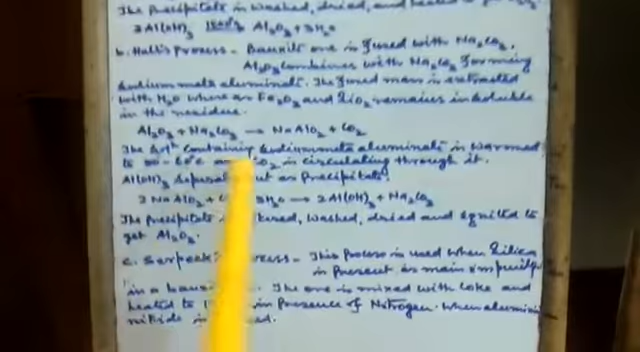 The Precipitate is Washed, dried, and heated to
2Al(OH)3 1500°C Al2O3 + 3H2O
b. Hall's Process - Bauxite ore is fused with Na2CO3,
Al2O3 combines with Na2CO3 forming
Sodium meta aluminate. The fused mass is extracted
with H2O where as Fe2O3 and SiO2 remains insoluble
in the residue.
Al2O3 + Na2CO3 → NaAlO2 + CO2
The Solⁿ containing Sodium meta aluminate is warmed
to 50-60°C and CO2 is circulating through it.
Al(OH)3 Separate out as Precipitate.
2 NaAlO2 + 3H2O → 2Al(OH)3 + Na2CO3
The Precipitate is washed, dried and ignited to
get Al2O3.
c. Serpeck's Process - This Process is used when Silica
is Present as main impurity
in a bauxite. The ore is mixed with Coke and
heated to in Presence of Nitrogen. When aluminium
nitride is